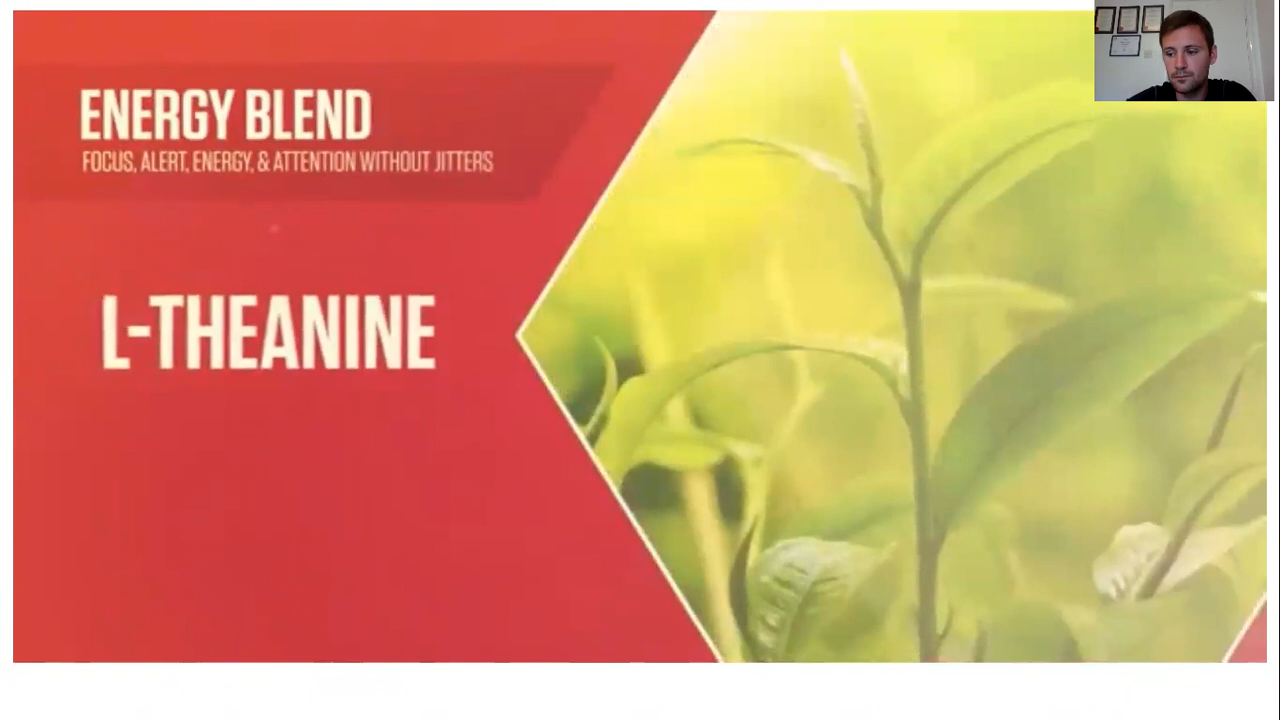 ENERGY BLEND
FOCUS, ALERT, ENERGY, & ATTENTION WITHOUT JITTERS
L-THEANINE